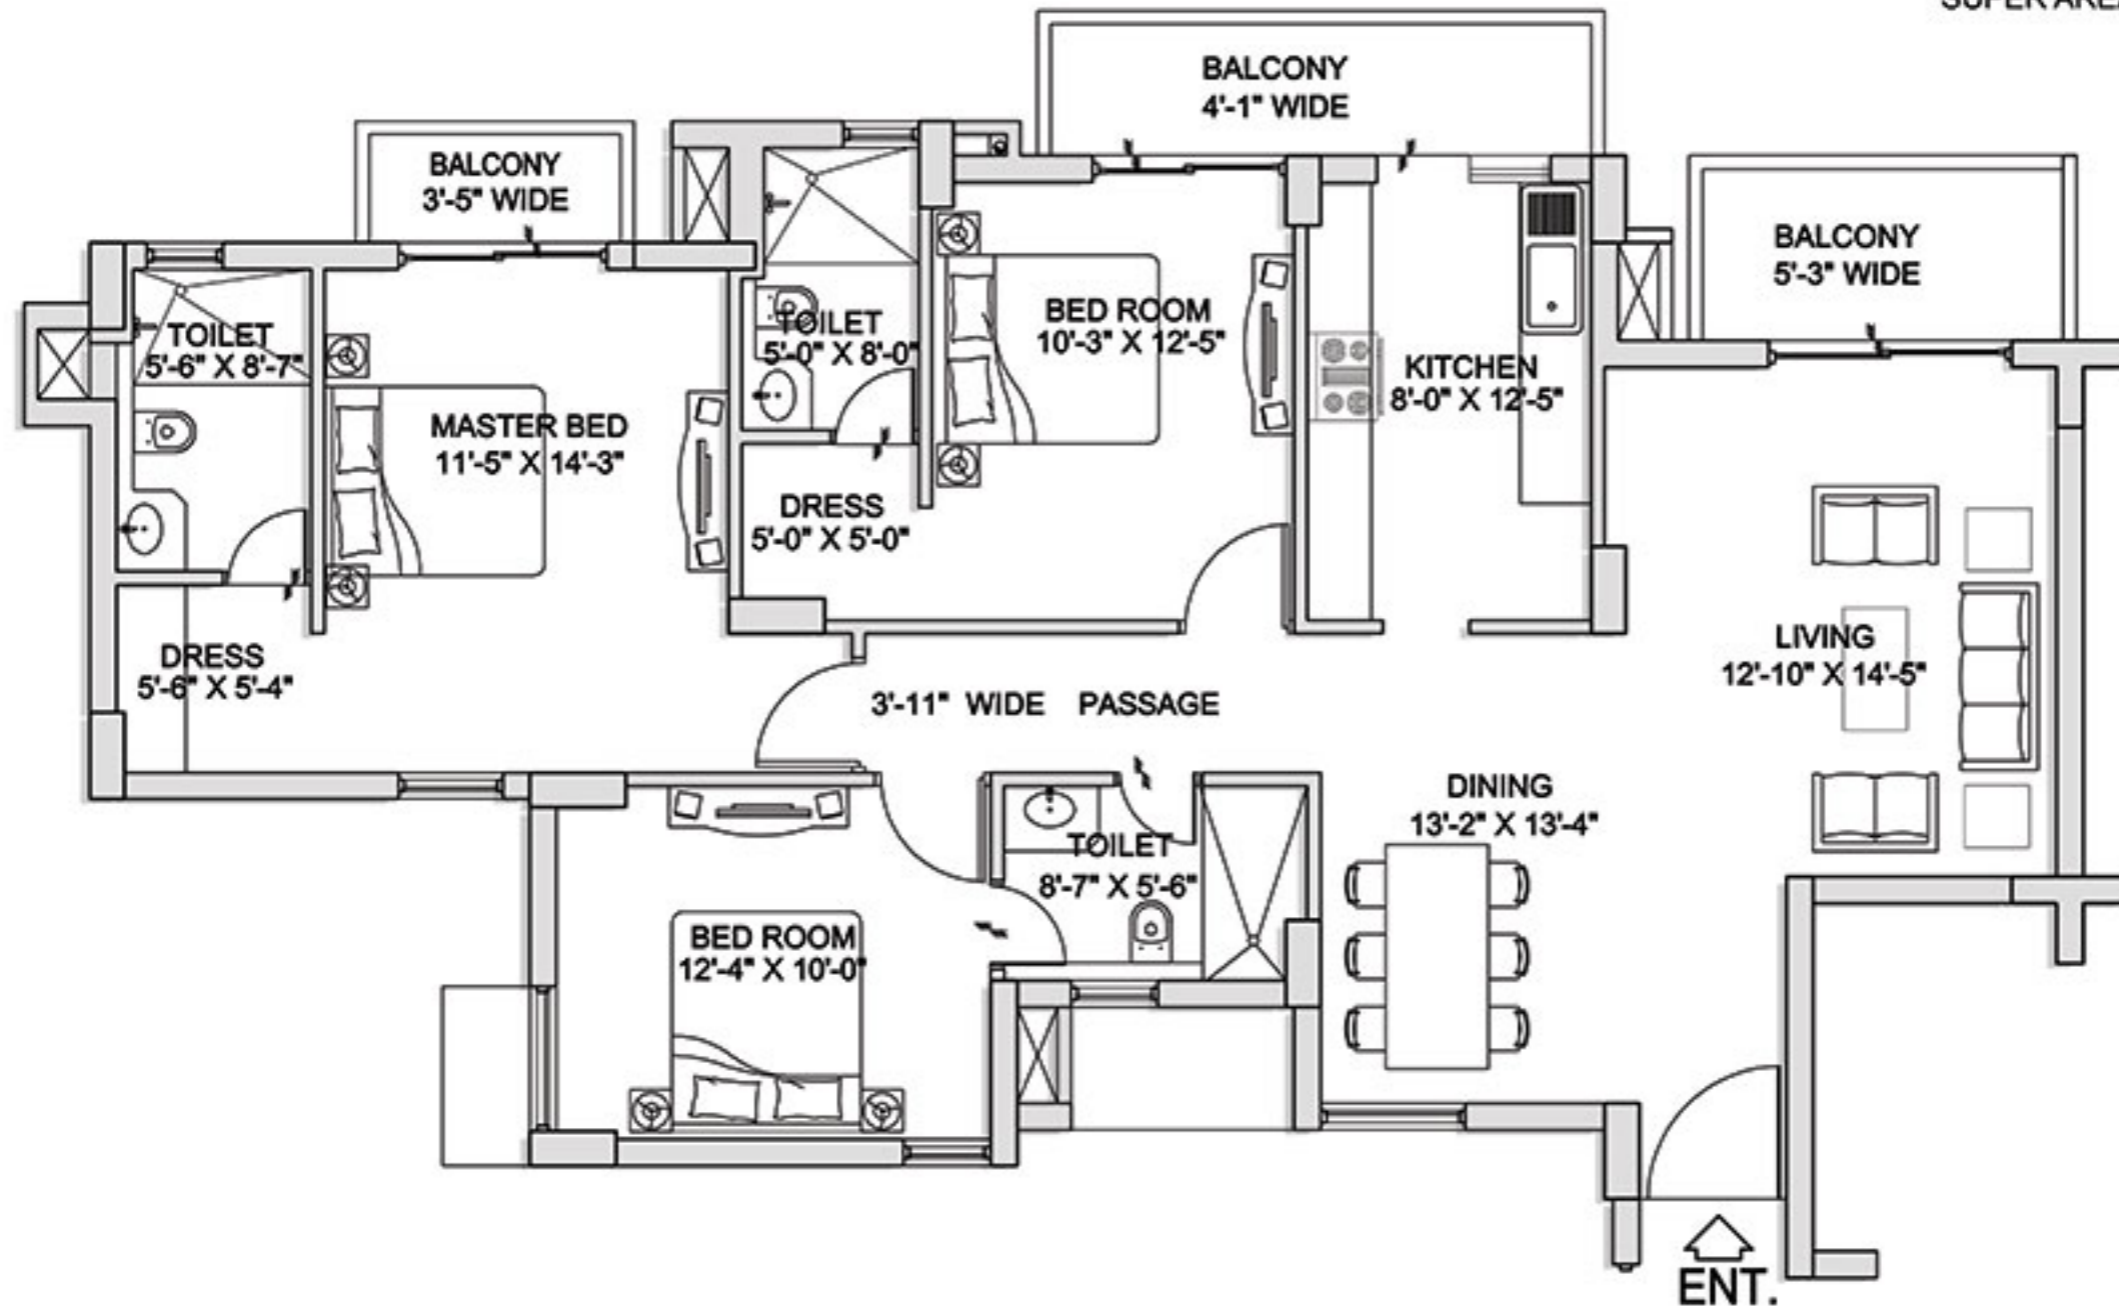 SUPER AREA
BALCONY
4'-1" WIDE
BALCONY
3'-5" WIDE
BALCONY
5'-3" WIDE
TOILET
5'-6" X 8'-7"
TOILET
5'-0" X 8'-0"
BED ROOM
10'-3" X 12'-5"
KITCHEN
8'-0" X 12'-5"
MASTER BED
11'-5" X 14'-3"
DRESS
5'-0" X 5'-0"
DRESS
5'-6" X 5'-4"
LIVING
12'-10" X 14'-5"
3'-11" WIDE PASSAGE
DINING
13'-2" X 13'-4"
TOILET
8'-7" X 5'-6"
BED ROOM
12'-4" X 10'-0"
ENT.